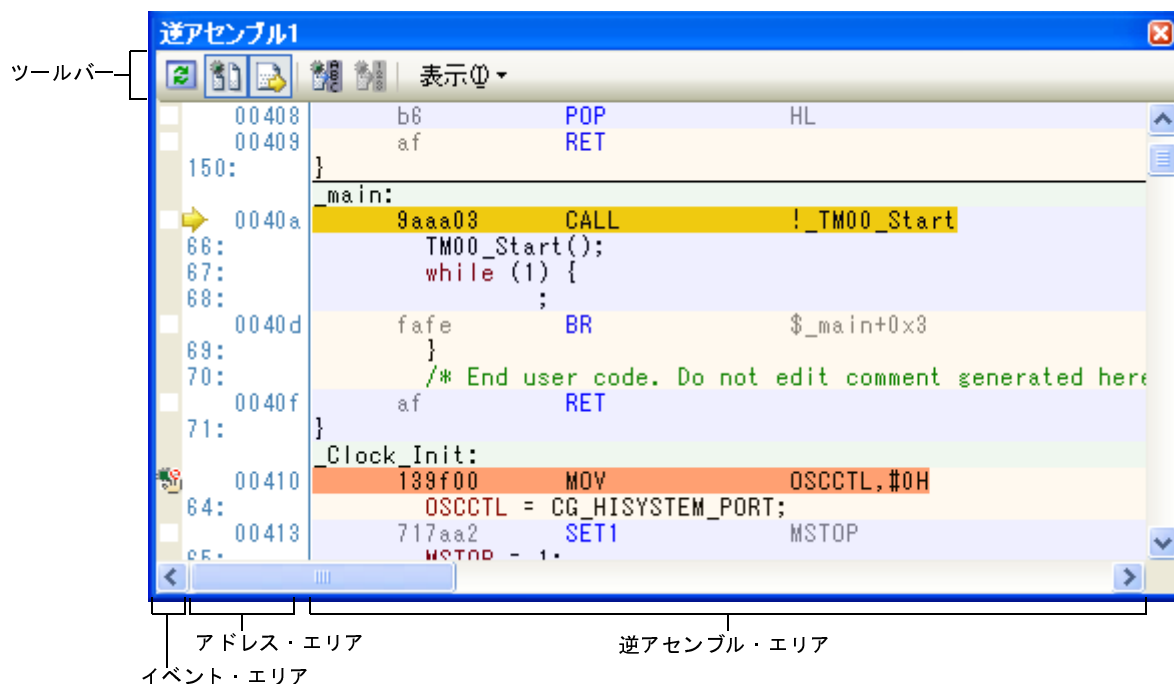 逆アセンブル1
ツールバー
表示(I)
00408 b6 POP HL
00409 af RET
150: }
_main:
0040a 9aaa03 CALL !_TM00_Start
66: TM00_Start();
67: while (1) {
68: ;
0040d fafe BR $_main+0x3
69: }
70: /* End user code. Do not edit comment generated here
0040f af RET
71: }
_Clock_Init:
00410 139f00 MOV OSCCTL,#0H
64: OSCCTL = CG_HISYSTEM_PORT;
00413 717aa2 SET1 MSTOP
65: MSTOP = 1;
アドレス・エリア
逆アセンブル・エリア
イベント・エリア